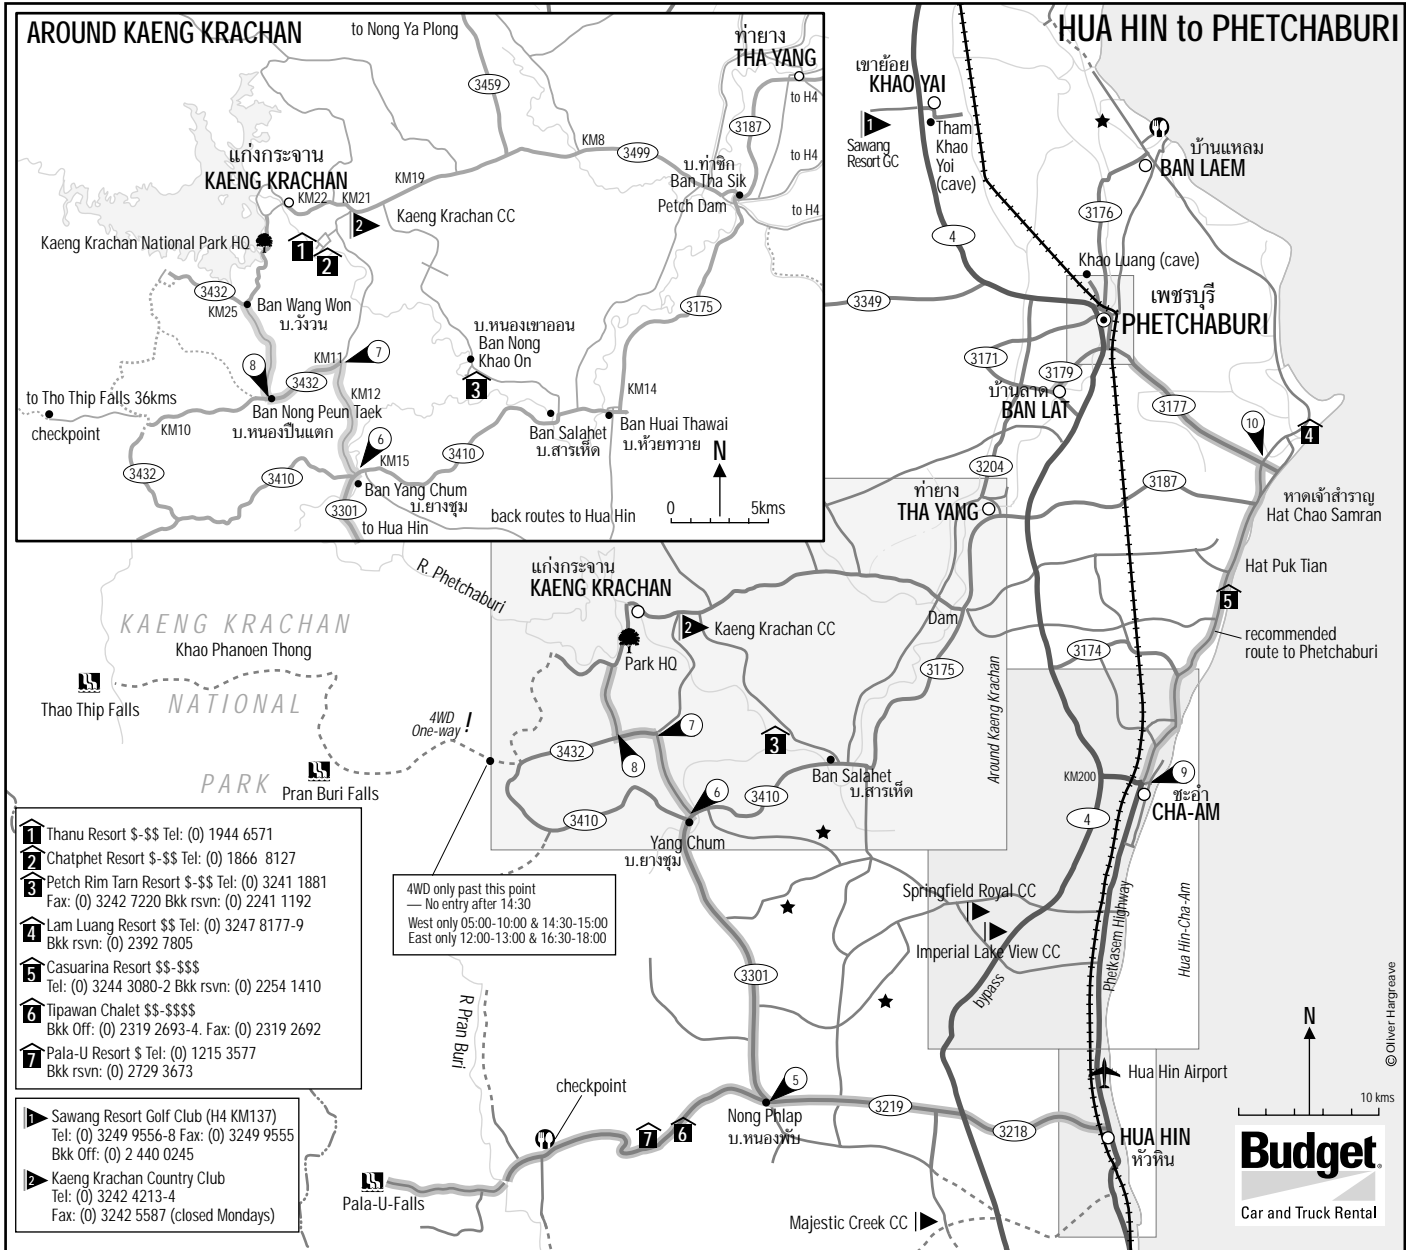 AROUND KAENG KRACHAN
to Nong Ya Plong
ท่ายาง
THA YANG
to H4
3459
3187
KM8
3499
to H4
บ.ท่าซิก
Ban Tha Sik
Petch Dam
to H4
แก่งกระจาน
KAENG KRACHAN
KM19
KM22
KM21
2
Kaeng Krachan CC
Kaeng Krachan National Park HQ
1
2
3432
KM25
Ban Wang Won
บ.วังวน
3175
บ.หนองเขาออน
Ban Nong
Khao On
3
8
KM11
7
3432
KM12
KM14
to Tho Thip Falls 36kms
checkpoint
KM10
Ban Nong Peun Taek
บ.หนองปืนแตก
6
KM15
3410
Ban Salahet
บ.สารเห็ด
Ban Huai Thawai
บ.ห้วยทวาย
N
3432
3410
Ban Yang Chum
บ.ยางชุม
3301
to Hua Hin
back routes to Hua Hin
0
5kms
HUA HIN to PHETCHABURI
เขาย้อย
KHAO YAI
1
Sawang
Resort GC
Tham
Khao
Yoi
(cave)
บ้านแหลม
BAN LAEM
3176
4
Khao Luang (cave)
3349
เพชรบุรี
PHETCHABURI
3171
3179
บ้านลาด
BAN LAT
3177
10
4
3204
3187
ท่ายาง
THA YANG
หาดเจ้าสำราญ
Hat Chao Samran
Hat Puk Tian
5
recommended
route to Phetchaburi
R. Phetchaburi
แก่งกระจาน
KAENG KRACHAN
2
Kaeng Krachan CC
Dam
Park HQ
3175
3174
Around Kaeng Krachan
KAENG KRACHAN
Khao Phanoen Thong
NATIONAL
PARK
Thao Thip Falls
Pran Buri Falls
4WD
One-way !
7
3432
8
3
Ban Salahet
บ.สารเห็ด
6
3410
3410
Yang Chum
บ.ยางชุม
KM200
9
ชะอำ
CHA-AM
4
4WD only past this point
— No entry after 14:30
West only 05:00-10:00 & 14:30-15:00
East only 12:00-13:00 & 16:30-18:00
Springfield Royal CC
Imperial Lake View CC
bypass
Phetkasem Highway
Hua Hin-Cha-Am
3301
R Pran Buri
1 Thanu Resort $-$$ Tel: (0) 1944 6571
2 Chatphet Resort $-$$ Tel: (0) 1866 8127
3 Petch Rim Tarn Resort $-$$ Tel: (0) 3241 1881
Fax: (0) 3242 7220 Bkk rsvn: (0) 2241 1192
4 Lam Luang Resort $$ Tel: (0) 3247 8177-9
Bkk rsvn: (0) 2392 7805
5 Casuarina Resort $$-$$$
Tel: (0) 3244 3080-2 Bkk rsvn: (0) 2254 1410
6 Tipawan Chalet $$-$$$$
Bkk Off: (0) 2319 2693-4. Fax: (0) 2319 2692
7 Pala-U Resort $ Tel: (0) 1215 3577
Bkk rsvn: (0) 2729 3673
1 Sawang Resort Golf Club (H4 KM137)
Tel: (0) 3249 9556-8 Fax: (0) 3249 9555
Bkk Off: (0) 2 440 0245
2 Kaeng Krachan Country Club
Tel: (0) 3242 4213-4
Fax: (0) 3242 5587 (closed Mondays)
checkpoint
5
Nong Phlap
บ.หนองพับ
7
6
3219
3218
Pala-U-Falls
Majestic Creek CC
Hua Hin Airport
HUA HIN
หัวหิน
N
10 kms
© Oliver Hargreave
Budget
Car and Truck Rental